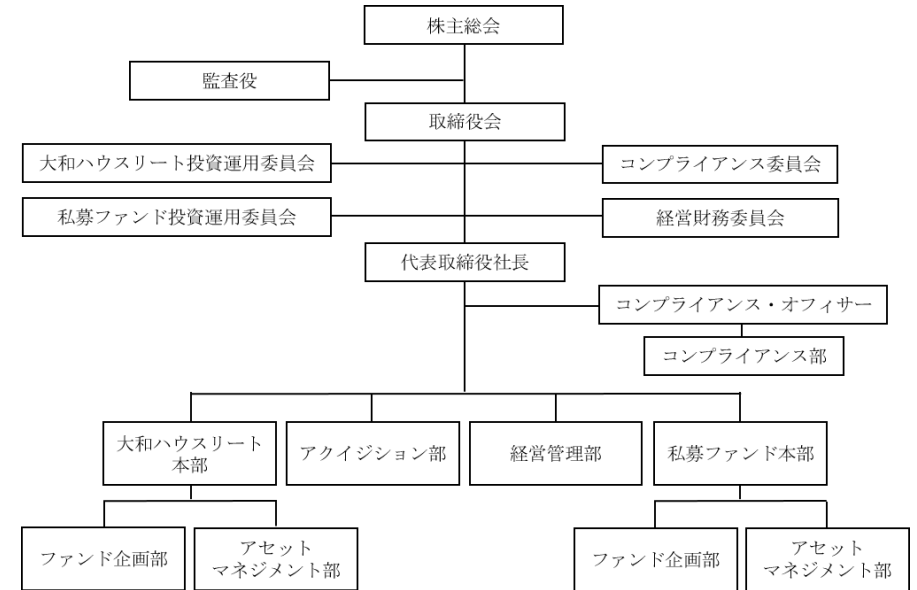 株主総会
監査役
取締役会
大和ハウスリート投資運用委員会
コンプライアンス委員会
私募ファンド投資運用委員会
経営財務委員会
代表取締役社長
コンプライアンス・オフィサー
コンプライアンス部
大和ハウスリート
本部
アクイジション部
経営管理部
私募ファンド本部
ファンド企画部
アセット
マネジメント部
ファンド企画部
アセット
マネジメント部